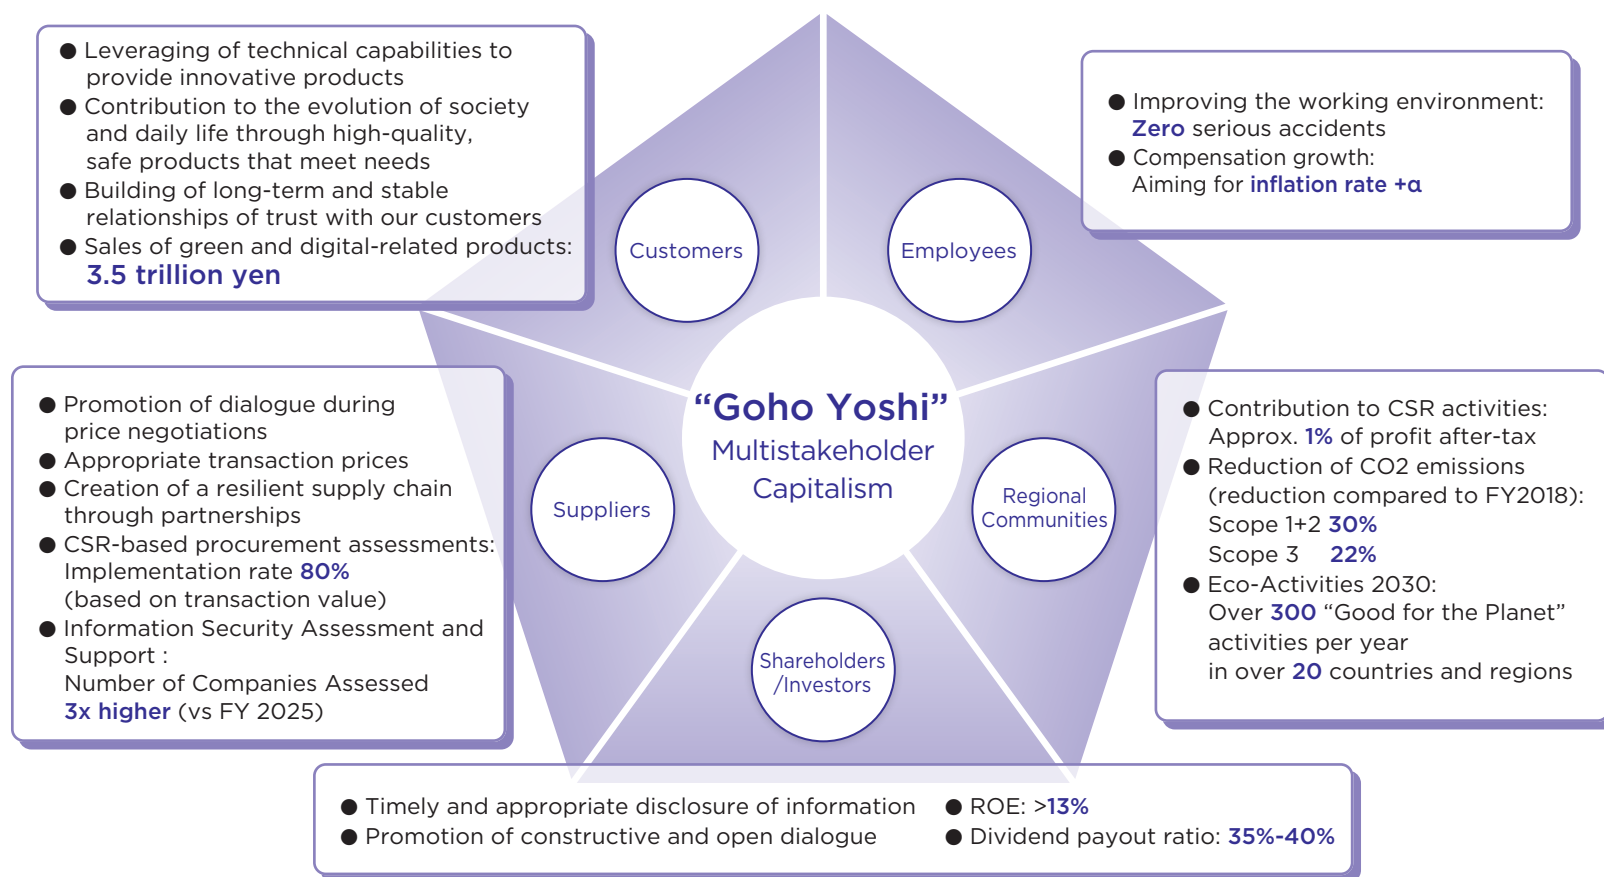 ● Leveraging of technical capabilities to
provide innovative products
● Contribution to the evolution of society
and daily life through high-quality,
safe products that meet needs
● Building of long-term and stable
relationships of trust with our customers
● Sales of green and digital-related products:
3.5 trillion yen
Customers
● Improving the working environment:
Zero serious accidents
● Compensation growth:
Aiming for inflation rate +α
Employees
“Goho Yoshi”
Multistakeholder
Capitalism
● Promotion of dialogue during
price negotiations
● Appropriate transaction prices
● Creation of a resilient supply chain
through partnerships
● CSR-based procurement assessments:
Implementation rate 80%
(based on transaction value)
● Information Security Assessment and
Support :
Number of Companies Assessed
3x higher (vs FY 2025)
Suppliers
Regional
Communities
● Contribution to CSR activities:
Approx. 1% of profit after-tax
● Reduction of CO2 emissions
(reduction compared to FY2018):
Scope 1+2 30%
Scope 3 22%
● Eco-Activities 2030:
Over 300 “Good for the Planet”
activities per year
in over 20 countries and regions
Shareholders
/Investors
● Timely and appropriate disclosure of information
● Promotion of constructive and open dialogue
● ROE: >13%
● Dividend payout ratio: 35%-40%